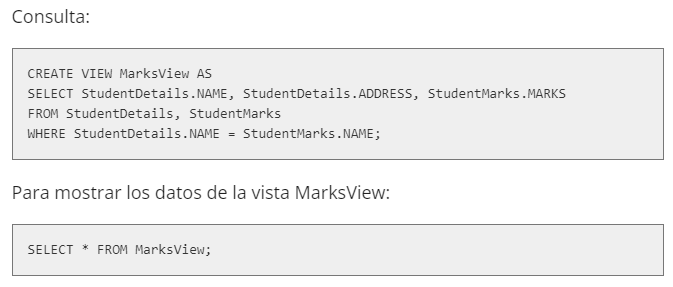 Consulta:
CREATE VIEW MarksView AS
SELECT StudentDetails.NAME, StudentDetails.ADDRESS, StudentMarks.MARKS
FROM StudentDetails, StudentMarks
WHERE StudentDetails.NAME = StudentMarks.NAME;
Para mostrar los datos de la vista MarksView:
SELECT * FROM MarksView;